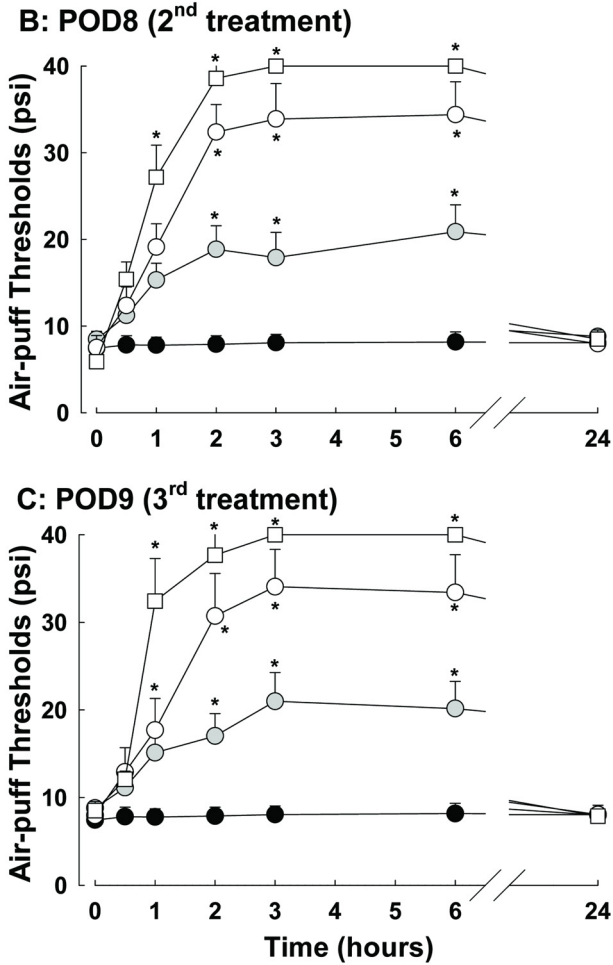 B: POD8 (2nd treatment)
Air-puff Thresholds (psi)
40
30
20
10
0
0 1 2 3 4 5 6 24
C: POD9 (3rd treatment)
Air-puff Thresholds (psi)
40
30
20
10
0
0 1 2 3 4 5 6 24
Time (hours)